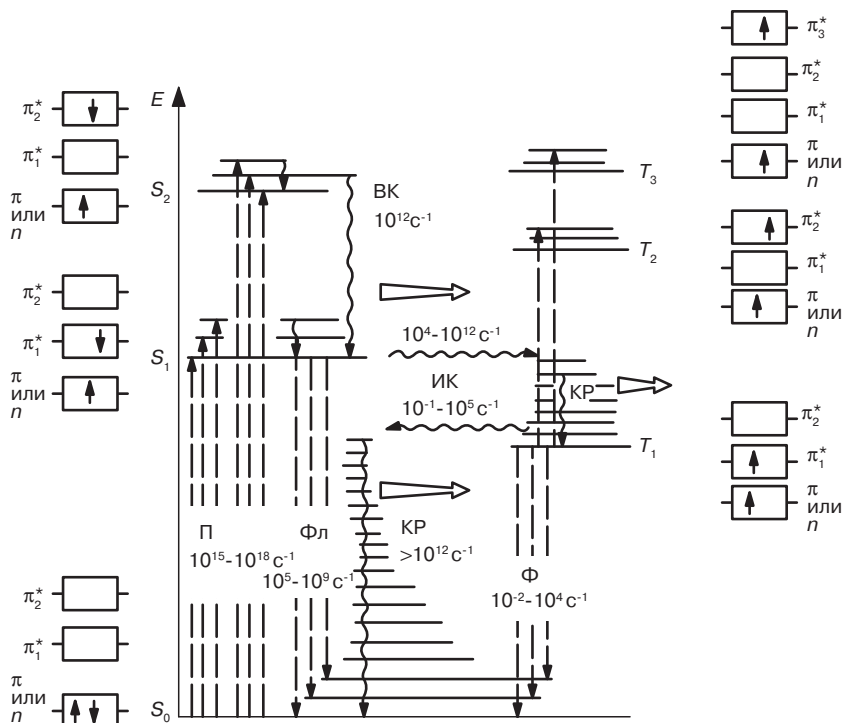 E
π₂*
π₁*
π
или
n
S₂
π₂*
π₁*
π
или
n
S₁
π₂*
π₁*
π
или
n
S₀
ВК
10¹²с⁻¹
10⁴-10¹²с⁻¹
ИК
10⁻¹-10⁵с⁻¹
КР
>10¹²с⁻¹
П
10¹⁵-10¹⁸с⁻¹
Фл
10⁵-10⁹с⁻¹
Ф
10⁻²-10⁴с⁻¹
КР
T₃
T₂
T₁
π₃*
π₂*
π₁*
π
или
n
π₂*
π₁*
π
или
n
π₂*
π₁*
π
или
n